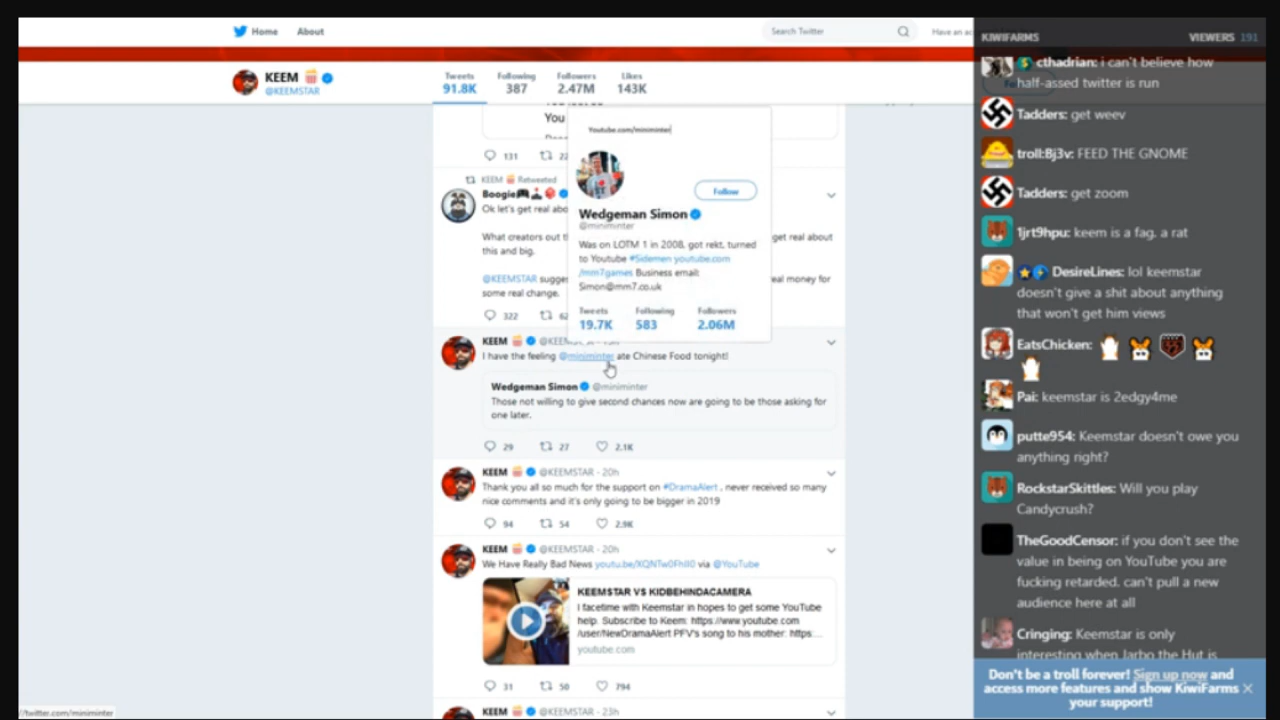 Home About Search Twitter Have an ac
KEEM
@KEEMSTAR
Tweets Following Followers Likes
91.8K 387 2.47M 143K
You
131 22
KEEM Retweeted
Boogie
Ok let's get real abo
What creators out t get real about
this and big.
@KEEMSTAR sugges real money for
some real change.
322 62
Youtube.com/miniminter
Follow
Wedgeman Simon
@miniminter
Was on LOTM 1 in 2008, got rekt, turned
to Youtube #Sidemen youtube.com
/mm7games Business email:
Simon@mm7.co.uk
Tweets Following Followers
19.7K 583 2.06M
KEEM
I have the feeling @miniminter ate Chinese Food tonight!
Wedgeman Simon @miniminter
Those not willing to give second chances now are going to be those asking for
one later.
29 27 2.1K
KEEM @KEEMSTAR - 20h
Thank you all so much for the support on #DramaAlert , never received so many
nice comments and it's only going to be bigger in 2019
94 54 2.9K
KEEM @KEEMSTAR - 20h
We Have Really Bad News via @YouTube
KEEMSTAR VS KIDBEHINDACAMERA
I facetime with Keemstar in hopes to get some YouTube
help. Subscribe to Keem: https://www.youtube.com
/user/NewDramaAlert PFV's song to his mother: https:...
youtube.com
31 50 794
KEEM @KEEMSTAR - 23h
//twitter.com/miniminter
KIWIFARMS VIEWERS 191
cthadrian: i can't believe how
half-assed twitter is run
Tadders: get weev
troll:Bj3v: FEED THE GNOME
Tadders: get zoom
1jrt9hpu: keem is a fag. a rat
DesireLines: lol keemstar
doesn't give a shit about anything
that won't get him views
EatsChicken:
Pai: keemstar is 2edgy4me
putte954: Keemstar doesn't owe you
anything right?
RockstarSkittles: Will you play
Candycrush?
TheGoodCensor: if you don't see the
value in being on YouTube you are
fucking retarded. can't pull a new
audience here at all
Cringing: Keemstar is only
interesting when Jarbo the Hut is
Don't be a troll forever! Sign up now and
access more features and show KiwiFarms
your support!